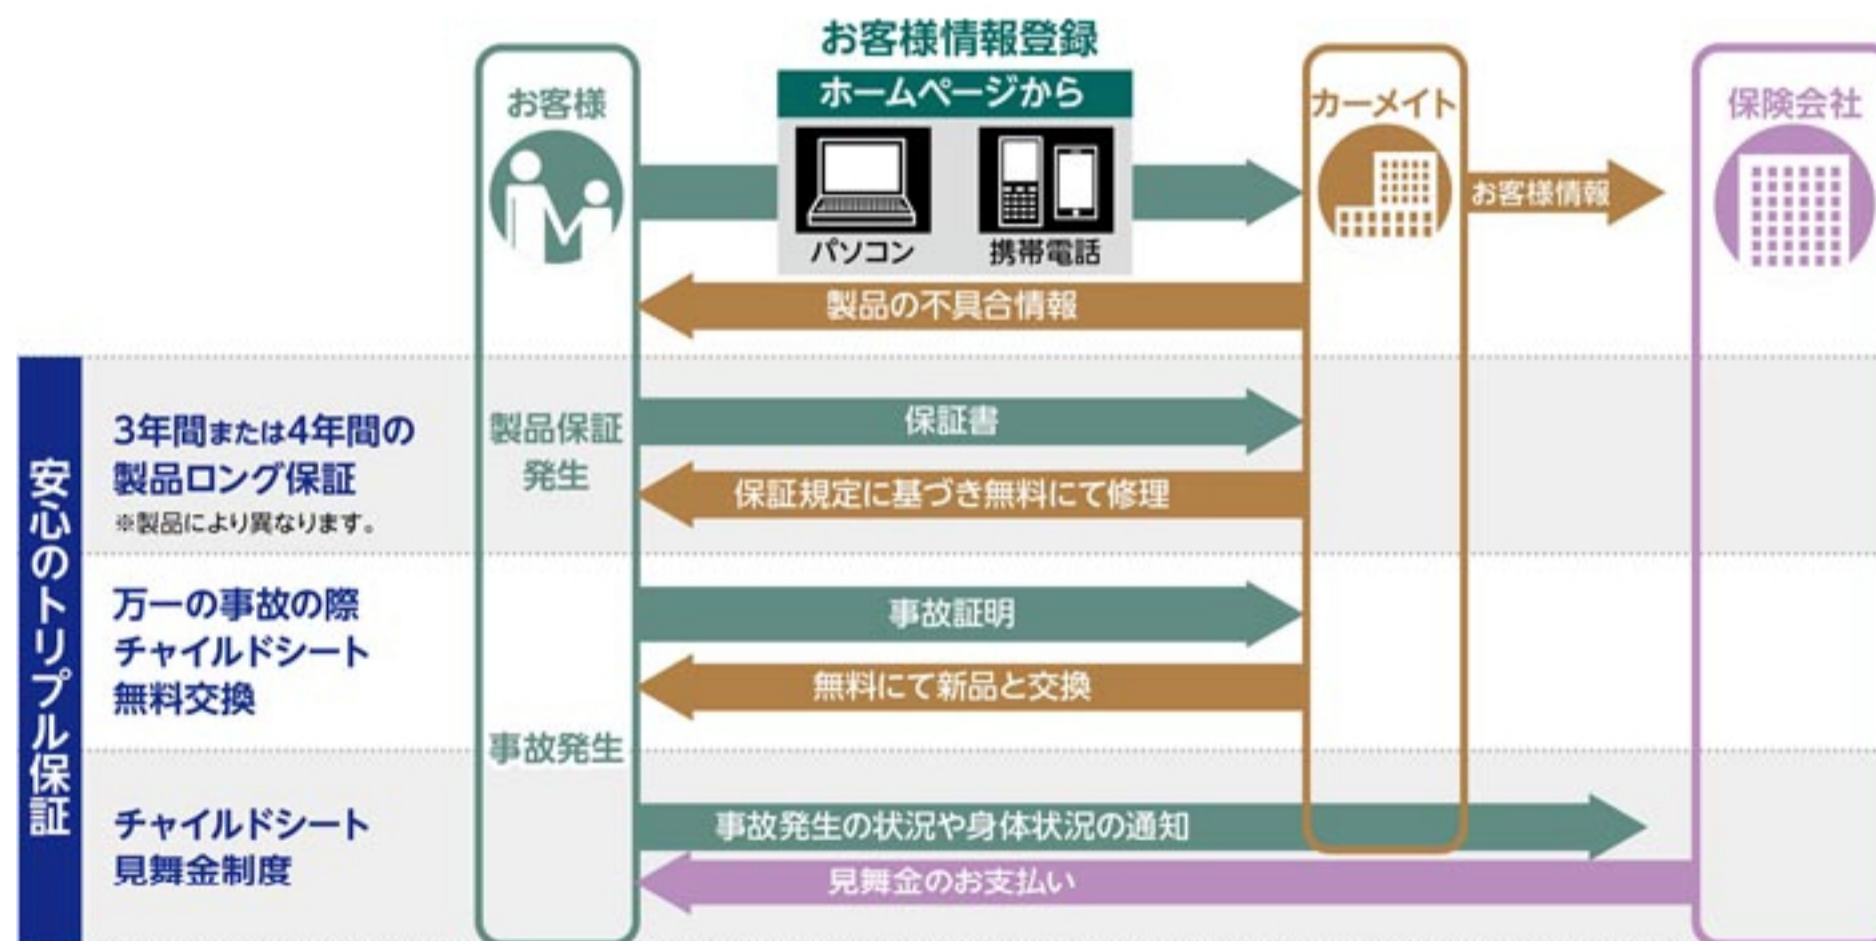 お客様情報登録
ホームページから
お客様
カーメイト
保険会社
お客様情報
パソコン
携帯電話
製品の不具合情報
安心のトリプル保証
3年間または4年間の
製品ロング保証
※製品により異なります。
製品保証
発生
保証書
保証規定に基づき無料にて修理
万一の事故の際
チャイルドシート
無料交換
事故証明
無料にて新品と交換
事故発生
チャイルドシート
見舞金制度
事故発生の状況や身体状況の通知
見舞金のお支払い